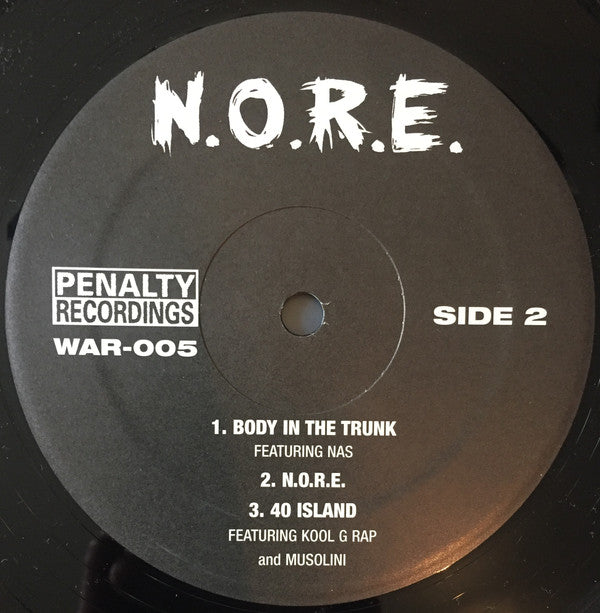 N.O.R.E.
PENALTY
RECORDINGS
WAR-005
SIDE 2
1. BODY IN THE TRUNK
FEATURING NAS
2. N.O.R.E.
3. 40 ISLAND
FEATURING KOOL G RAP
and MUSOLINI